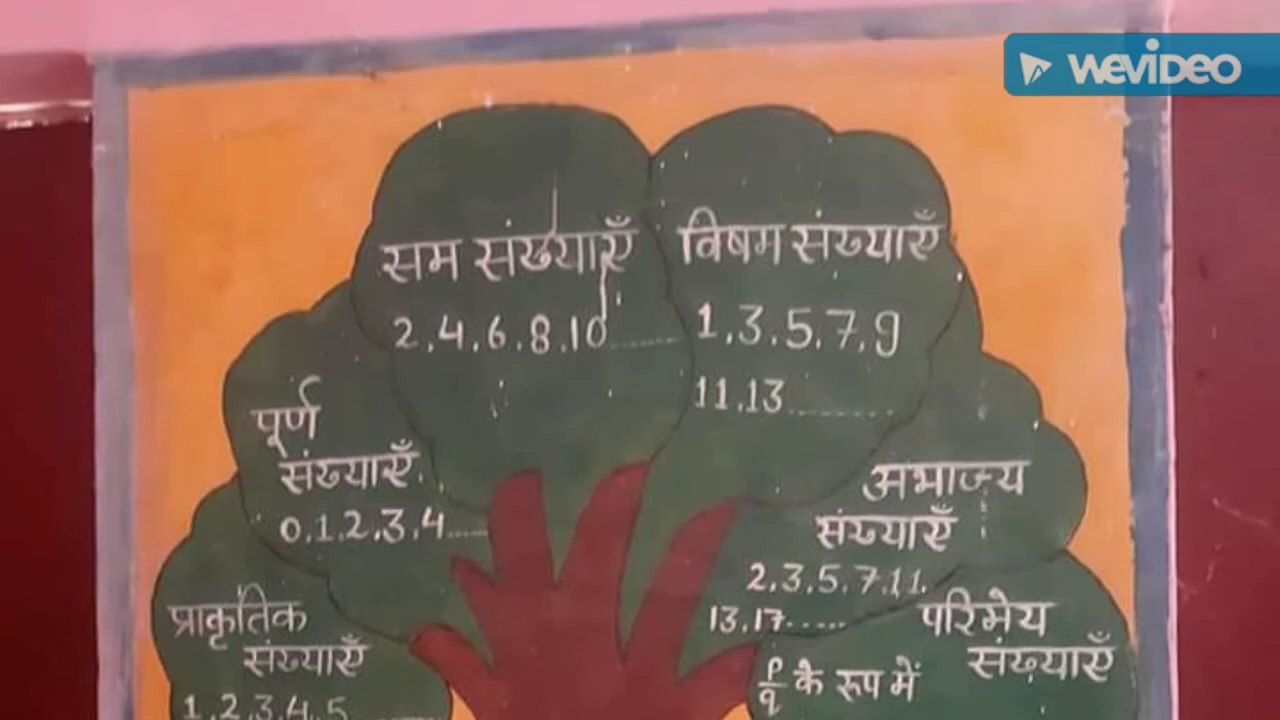 WEVIDEO
सम संख्याएँ
2,4,6,8,10......
विषम संख्याएँ
1,3,5,7,9
11,13............
पूर्ण
संख्याएँ
0,1,2,3,4.....
अभाज्य
संख्याएँ
2,3,5,7,11,
13,17......
प्राकृतिक
संख्याएँ
1,2,3,4,5......
परिमेय
संख्याएँ
p/q के रूप में